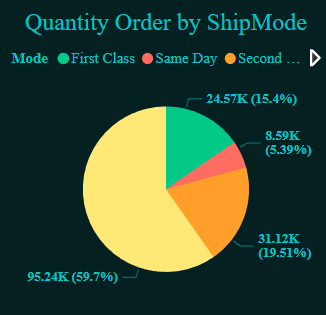 Quantity Order by ShipMode
Mode First Class Same Day Second ...
24.57K (15.4%)
8.59K
(5.39%)
31.12K
(19.51%)
95.24K (59.7%)